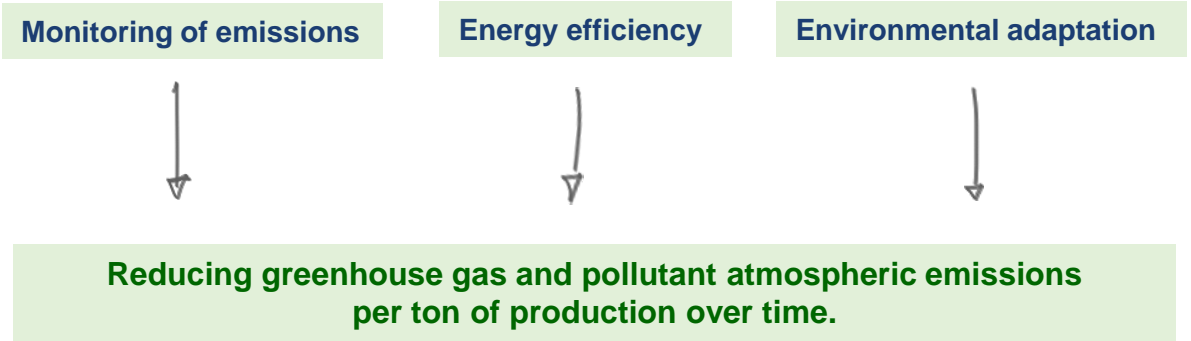 Monitoring of emissions
Energy efficiency
Environmental adaptation
Reducing greenhouse gas and pollutant atmospheric emissions
per ton of production over time.